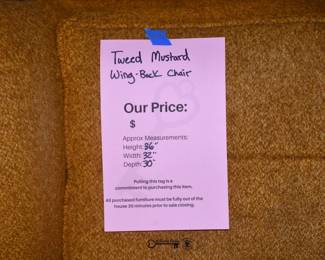 Tweed Mustard
Wing-Back Chair
Our Price:
$
Approx Measurements:
Height: 36"
Width: 32"
Depth: 30"
Pulling this tag is a
commitment to purchasing this item.
All purchased furniture must be fully out of the
house 30 minutes prior to sale closing.